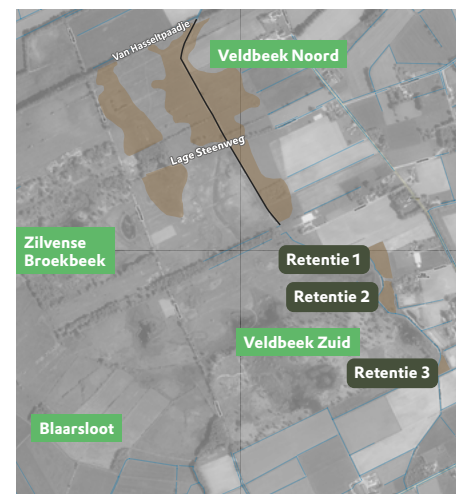 Van Hasseltpaadje
Veldbeek Noord
Lage Steenweg
Zilvense
Broekbeek
Retentie 1
Retentie 2
Veldbeek Zuid
Retentie 3
Blaarsloot